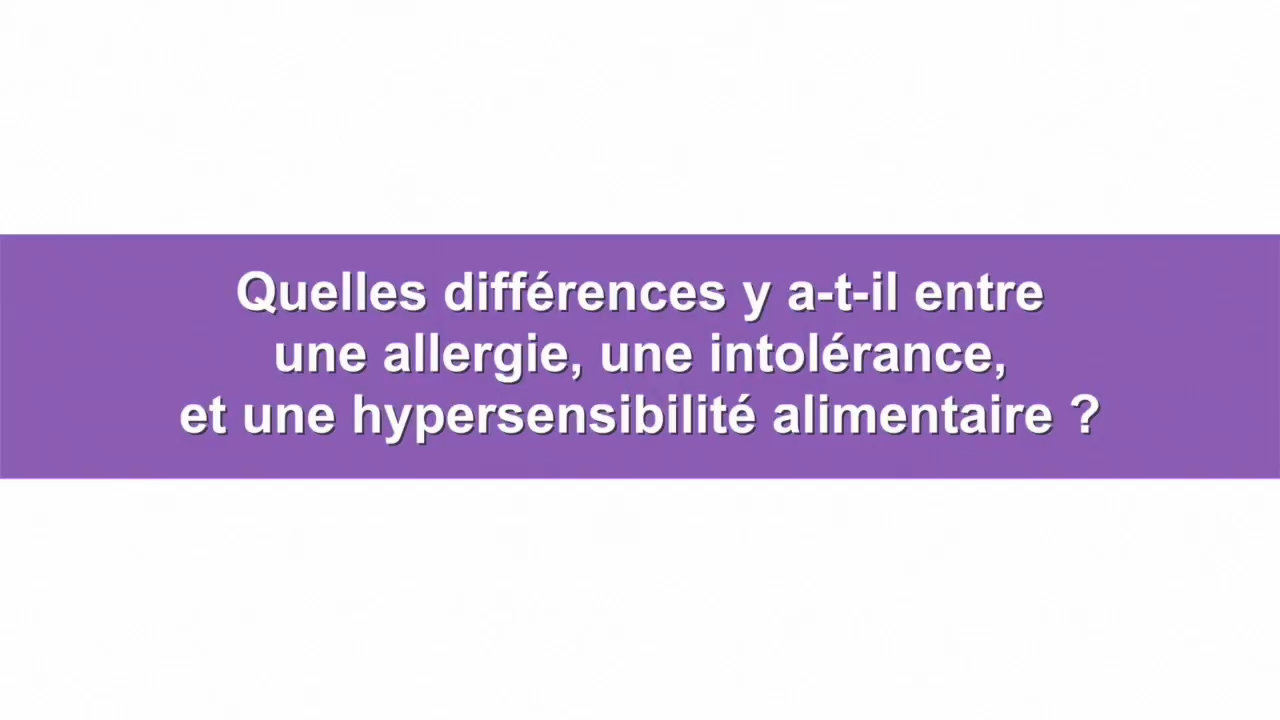 Quelles différences y a-t-il entre
une allergie, une intolérance,
et une hypersensibilité alimentaire ?